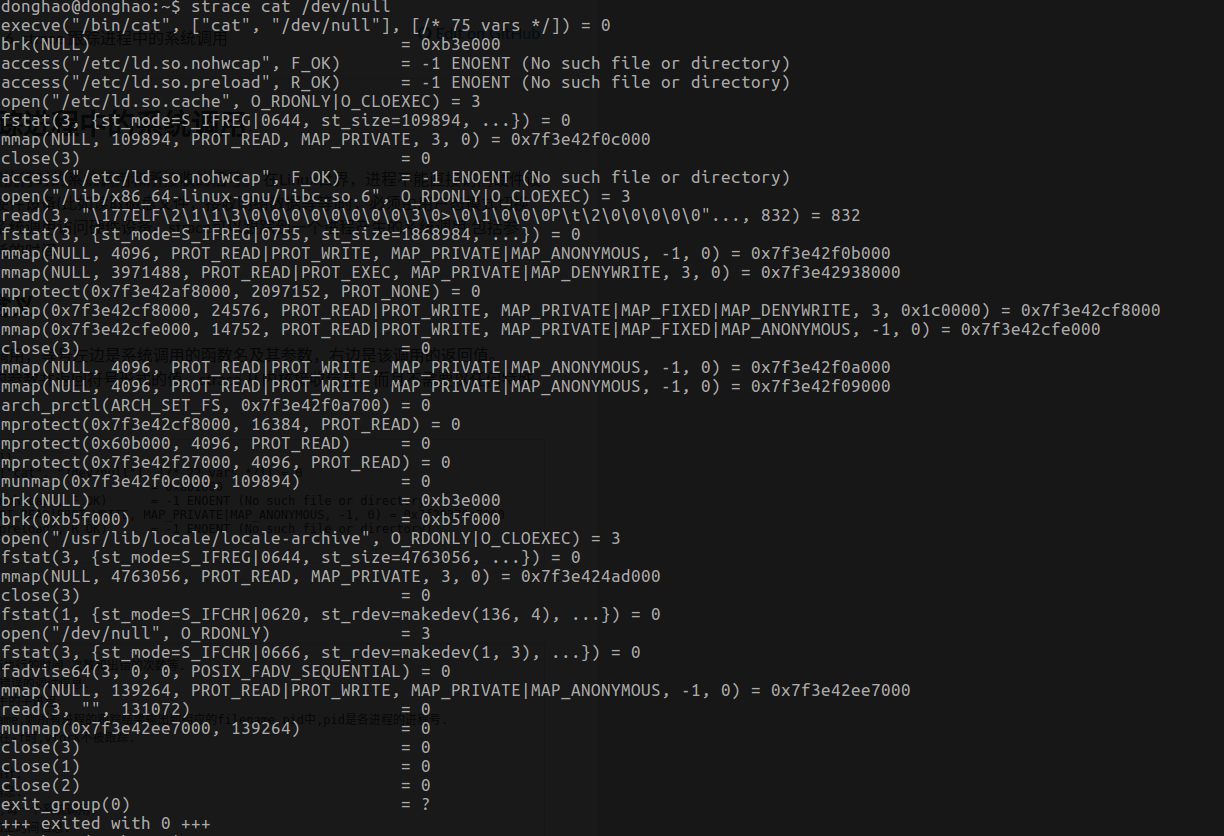 donghao@donghao:~$ strace cat /dev/null
execve("/bin/cat", ["cat", "/dev/null"], [/* 75 vars */]) = 0
brk(NULL)                               = 0xb3e000
access("/etc/ld.so.nohwcap", F_OK)      = -1 ENOENT (No such file or directory)
access("/etc/ld.so.preload", R_OK)      = -1 ENOENT (No such file or directory)
open("/etc/ld.so.cache", O_RDONLY|O_CLOEXEC) = 3
fstat(3, {st_mode=S_IFREG|0644, st_size=109894, ...}) = 0
mmap(NULL, 109894, PROT_READ, MAP_PRIVATE, 3, 0) = 0x7f3e42f0c000
close(3)                                = 0
access("/etc/ld.so.nohwcap", F_OK)      = -1 ENOENT (No such file or directory)
open("/lib/x86_64-linux-gnu/libc.so.6", O_RDONLY|O_CLOEXEC) = 3
read(3, "\177ELF\2\1\1\3\0\0\0\0\0\0\0\0\3\0>\0\1\0\0\0P\t\2\0\0\0\0\0"..., 832) = 832
fstat(3, {st_mode=S_IFREG|0755, st_size=1868984, ...}) = 0
mmap(NULL, 4096, PROT_READ|PROT_WRITE, MAP_PRIVATE|MAP_ANONYMOUS, -1, 0) = 0x7f3e42f0b000
mmap(NULL, 3971488, PROT_READ|PROT_EXEC, MAP_PRIVATE|MAP_DENYWRITE, 3, 0) = 0x7f3e42938000
mprotect(0x7f3e42af8000, 2097152, PROT_NONE) = 0
mmap(0x7f3e42cf8000, 24576, PROT_READ|PROT_WRITE, MAP_PRIVATE|MAP_FIXED|MAP_DENYWRITE, 3, 0x1c0000) = 0x7f3e42cf8000
mmap(0x7f3e42cfe000, 14752, PROT_READ|PROT_WRITE, MAP_PRIVATE|MAP_FIXED|MAP_ANONYMOUS, -1, 0) = 0x7f3e42cfe000
close(3)                                = 0
mmap(NULL, 4096, PROT_READ|PROT_WRITE, MAP_PRIVATE|MAP_ANONYMOUS, -1, 0) = 0x7f3e42f0a000
mmap(NULL, 4096, PROT_READ|PROT_WRITE, MAP_PRIVATE|MAP_ANONYMOUS, -1, 0) = 0x7f3e42f09000
arch_prctl(ARCH_SET_FS, 0x7f3e42f0a700) = 0
mprotect(0x7f3e42cf8000, 16384, PROT_READ) = 0
mprotect(0x60b000, 4096, PROT_READ)     = 0
mprotect(0x7f3e42f27000, 4096, PROT_READ) = 0
munmap(0x7f3e42f0c000, 109894)          = 0
brk(NULL)                               = 0xb3e000
brk(0xb5f000)                           = 0xb5f000
open("/usr/lib/locale/locale-archive", O_RDONLY|O_CLOEXEC) = 3
fstat(3, {st_mode=S_IFREG|0644, st_size=4763056, ...}) = 0
mmap(NULL, 4763056, PROT_READ, MAP_PRIVATE, 3, 0) = 0x7f3e424ad000
close(3)                                = 0
fstat(1, {st_mode=S_IFCHR|0620, st_rdev=makedev(136, 4), ...}) = 0
open("/dev/null", O_RDONLY)             = 3
fstat(3, {st_mode=S_IFCHR|0666, st_rdev=makedev(1, 3), ...}) = 0
fadvise64(3, 0, 0, POSIX_FADV_SEQUENTIAL) = 0
mmap(NULL, 139264, PROT_READ|PROT_WRITE, MAP_PRIVATE|MAP_ANONYMOUS, -1, 0) = 0x7f3e42ee7000
read(3, "", 131072)                     = 0
munmap(0x7f3e42ee7000, 139264)          = 0
close(3)                                = 0
close(1)                                = 0
close(2)                                = 0
exit_group(0)                           = ?
+++ exited with 0 +++